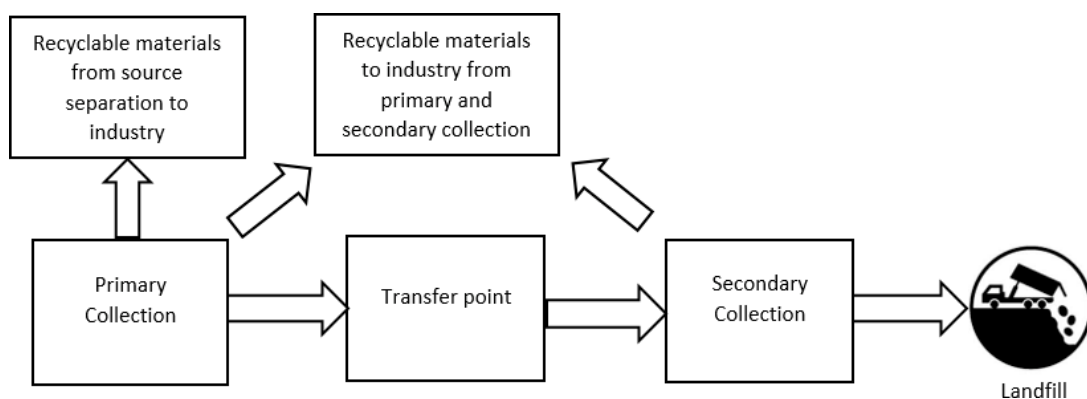 Recyclable materials
from source
separation to
industry
Recyclable materials
to industry from
primary and
secondary collection
Primary
Collection
Transfer point
Secondary
Collection
Landfill